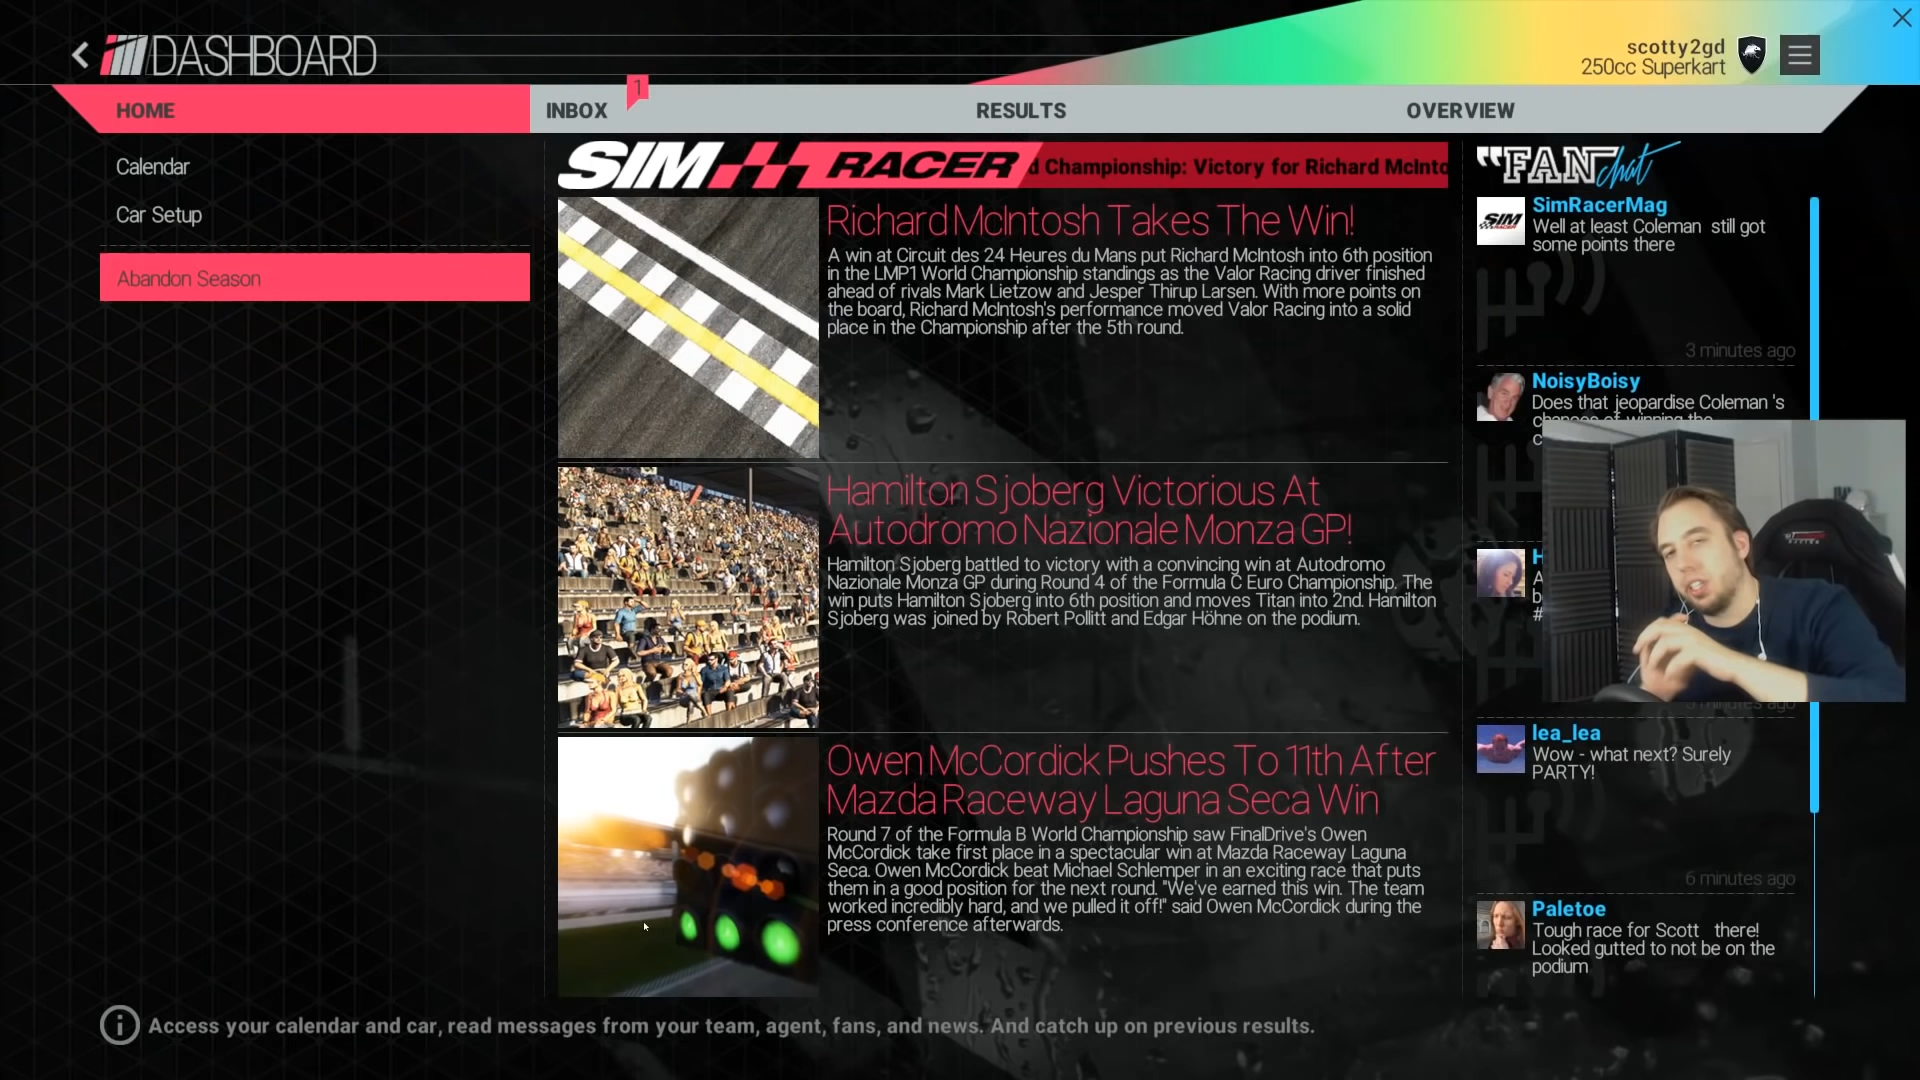 DASHBOARD
scotty2gd
250cc Superkart
HOME
INBOX
1
RESULTS
OVERVIEW
Calendar
Car Setup
Abandon Season
SIM RACER
d Championship: Victory for Richard McInto
Richard McIntosh Takes The Win!
A win at Circuit des 24 Heures du Mans put Richard McIntosh into 6th position
in the LMP1 World Championship standings as the Valor Racing driver finished
ahead of rivals Mark Lietzow and Jesper Thirup Larsen. With more points on
the board, Richard McIntosh's performance moved Valor Racing into a solid
place in the Championship after the 5th round.
Hamilton Sjoberg Victorious At
Autodromo Nazionale Monza GP!
Hamilton Sjoberg battled to victory with a convincing win at Autodromo
Nazionale Monza GP during Round 4 of the Formula C Euro Championship. The
win puts Hamilton Sjoberg into 6th position and moves Titan into 2nd. Hamilton
Sjoberg was joined by Robert Pollitt and Edgar Höhne on the podium.
Owen McCordick Pushes To 11th After
Mazda Raceway Laguna Seca Win
Round 7 of the Formula B World Championship saw FinalDrive's Owen
McCordick take first place in a spectacular win at Mazda Raceway Laguna
Seca. Owen McCordick beat Michael Schlemper in an exciting race that puts
them in a good position for the next round. "We've earned this win. The team
worked incredibly hard, and we pulled it off!" said Owen McCordick during the
press conference afterwards.
"FAN chat
SimRacerMag
Well at least Coleman still got
some points there
3 minutes ago
NoisyBoisy
Does that jeopardise Coleman 's
chances of winning the
lea_lea
Wow - what next? Surely
PARTY!
6 minutes ago
Paletoe
Tough race for Scott there!
Looked gutted to not be on the
podium
Access your calendar and car, read messages from your team, agent, fans, and news. And catch up on previous results.